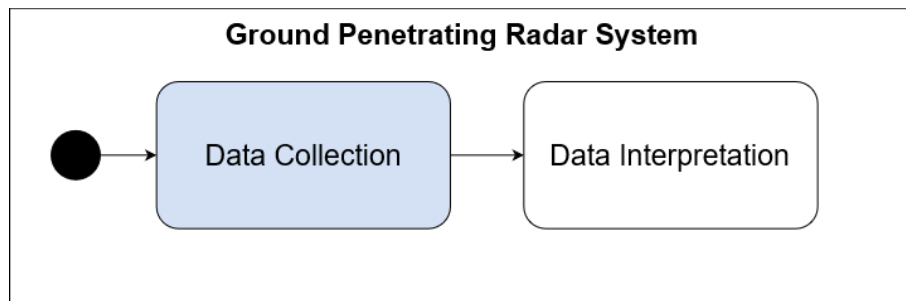 Ground Penetrating Radar System
Data Collection
Data Interpretation